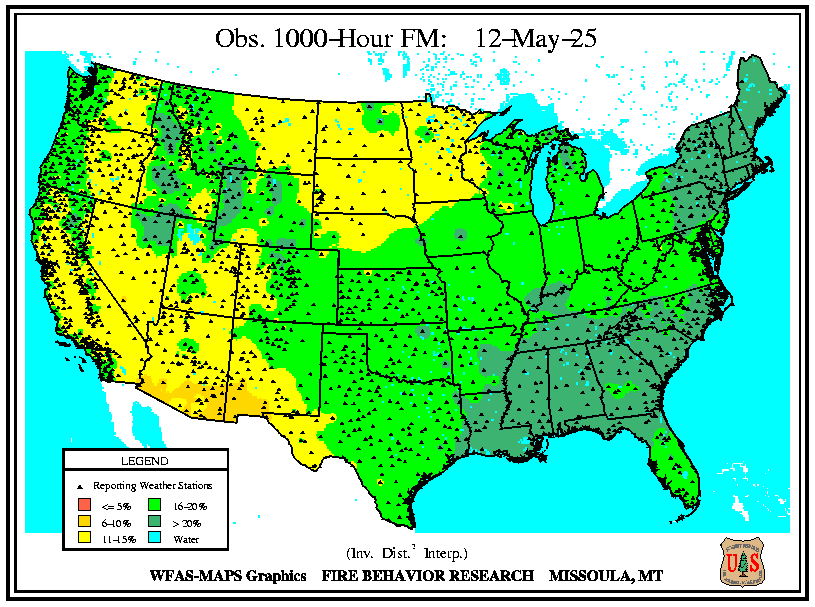 Obs. 1000-Hour FM: 12-May-25
LEGEND
Reporting Weather Stations
<= 5%
16-20%
6-10%
> 20%
11-15%
Water
(Inv. Dist.² Interp.)
WFAS-MAPS Graphics FIRE BEHAVIOR RESEARCH MISSOULA, MT
U S